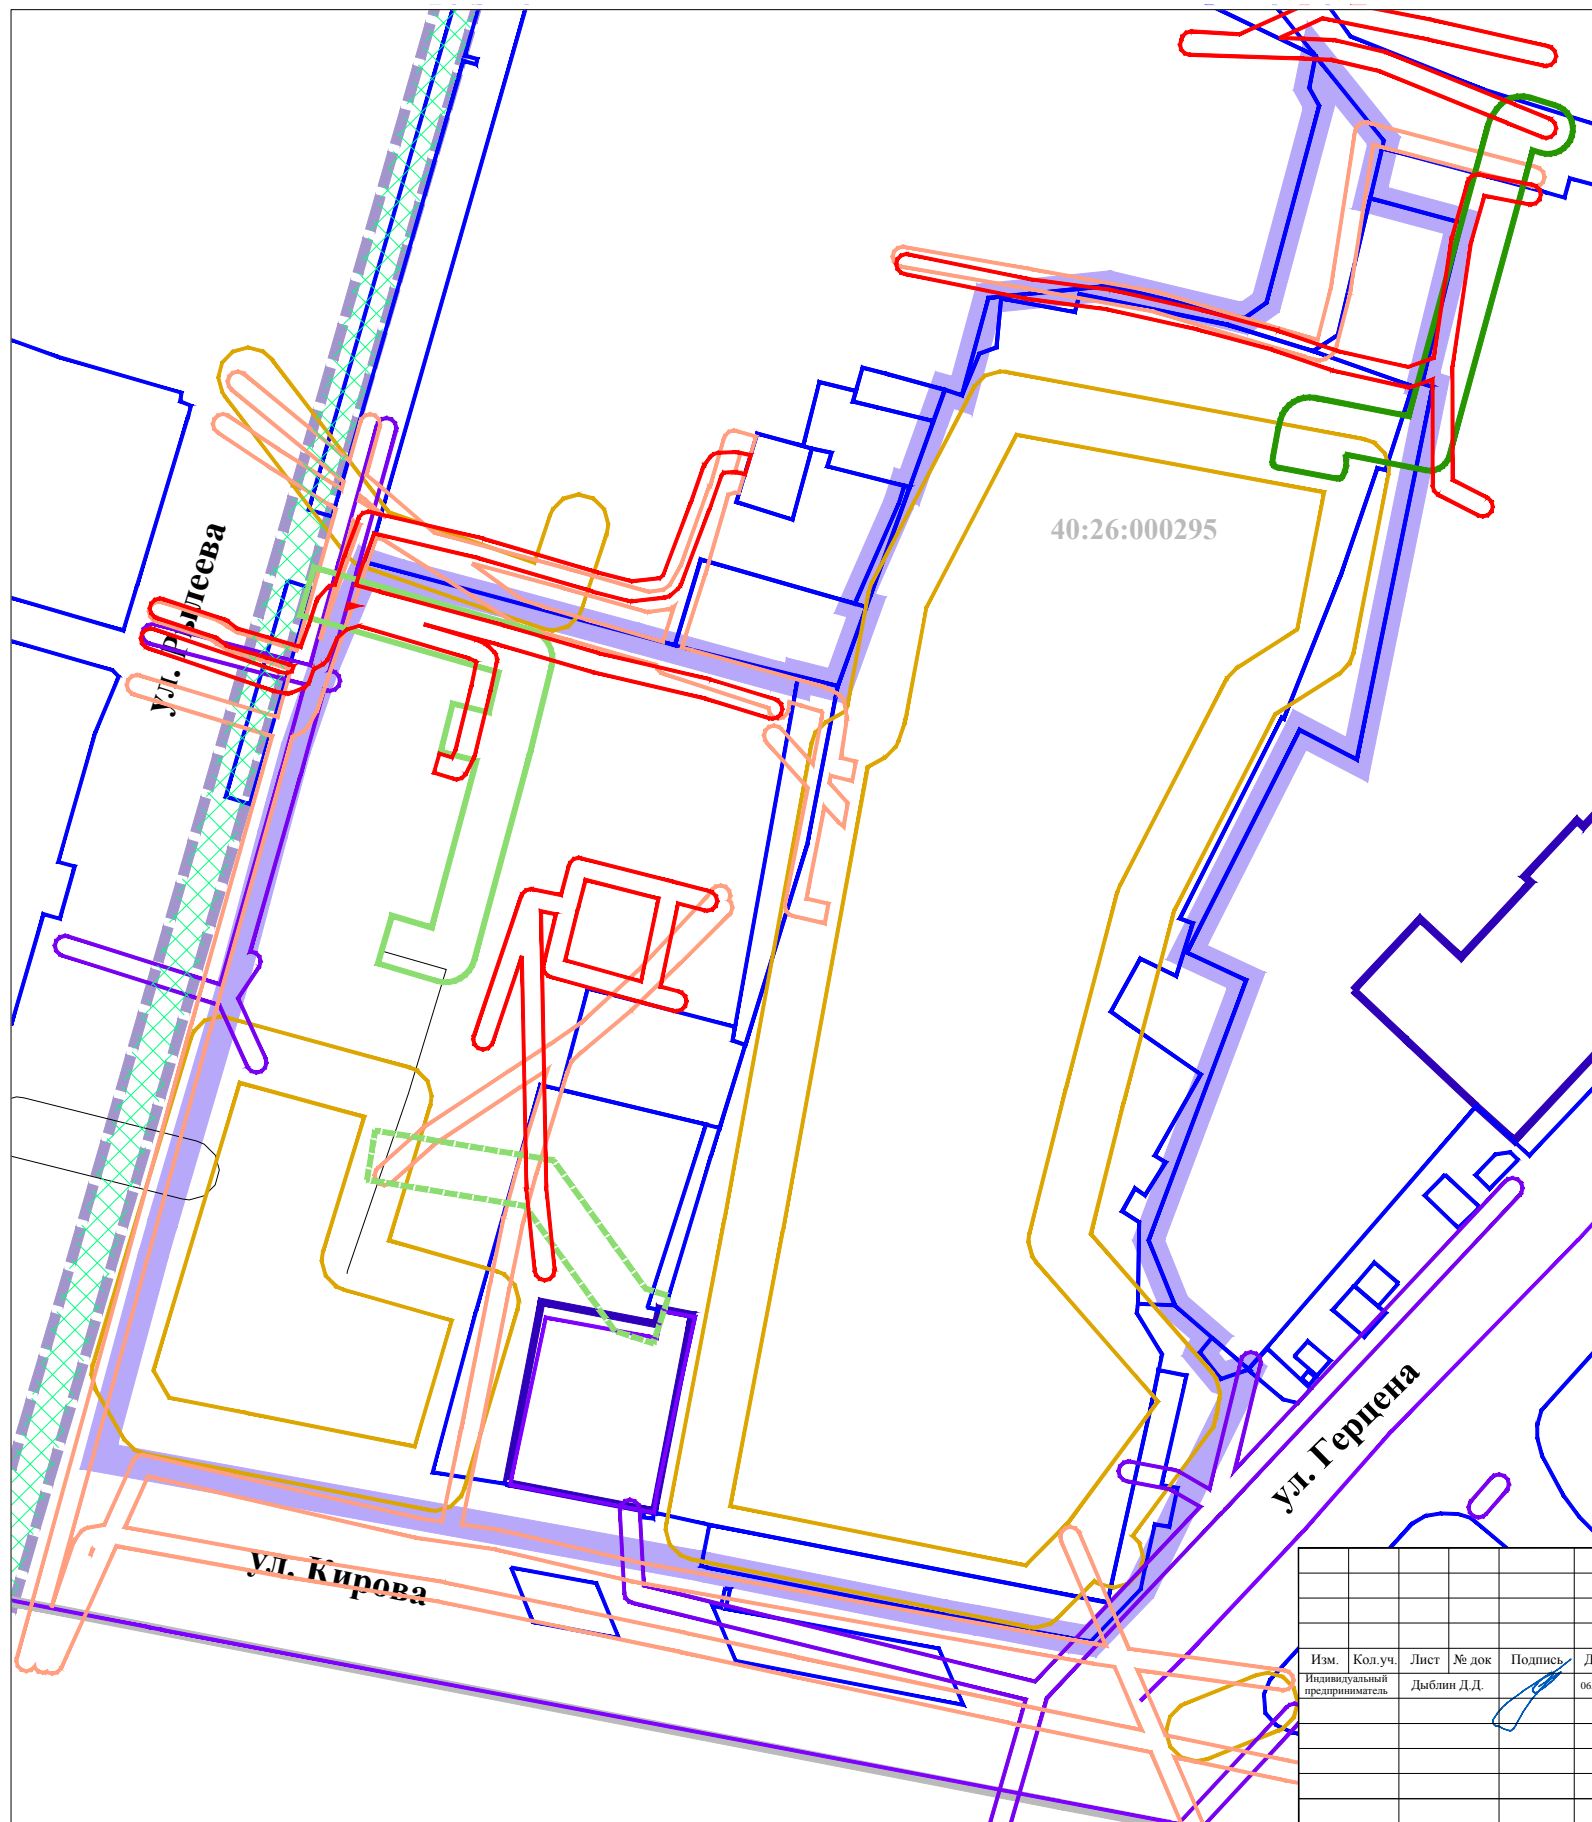 40:26:000295
ул. Рылеева
ул. Герцена
ул. Кирова
Изм. Кол.уч. Лист № док Подпись
Индивидуальный
предприниматель
Дыблин Д.Д.